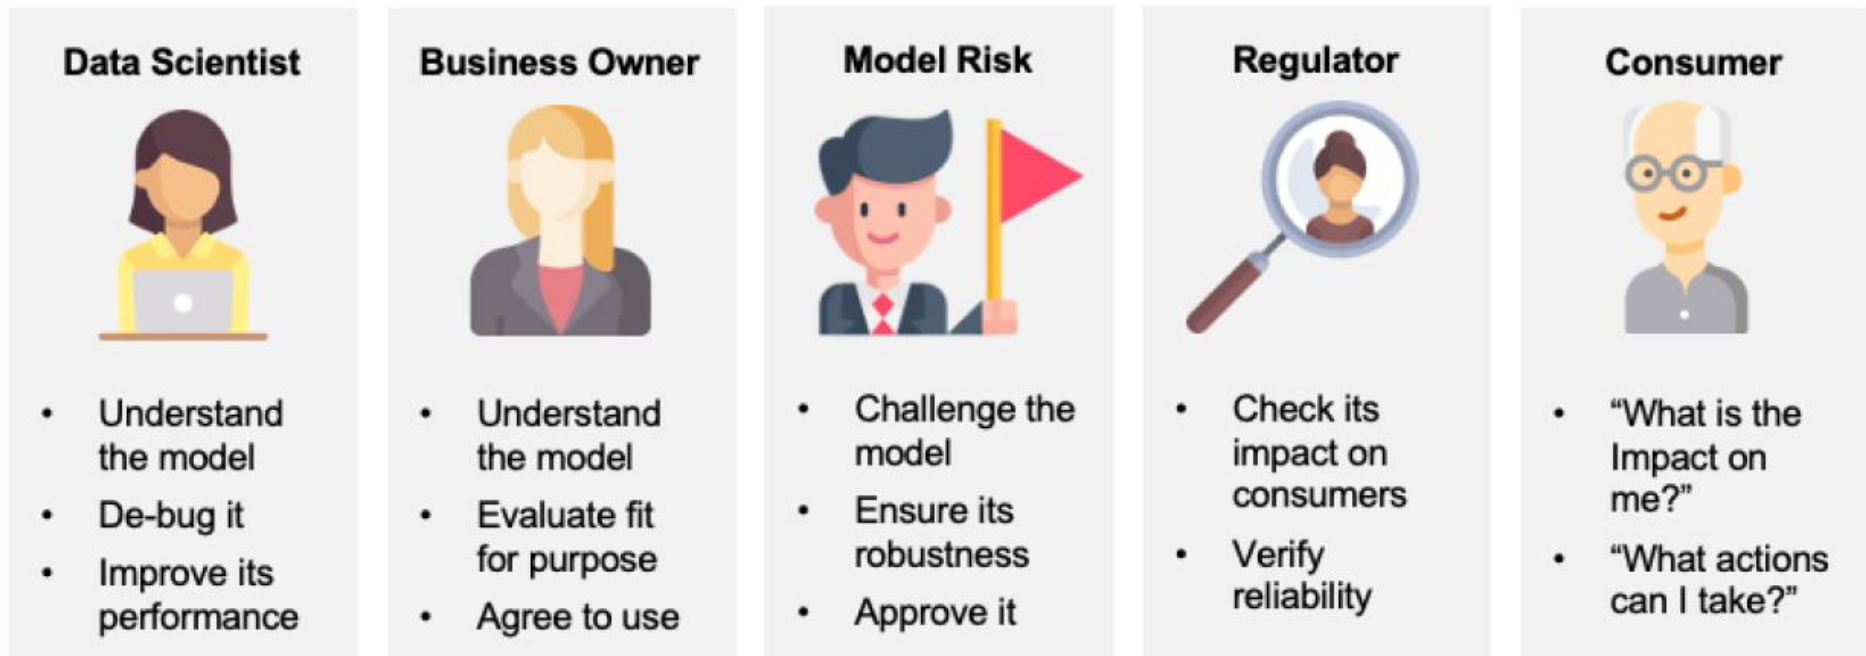 Data Scientist
• Understand
the model
• De-bug it
• Improve its
performance
Business Owner
• Understand
the model
• Evaluate fit
for purpose
• Agree to use
Model Risk
• Challenge the
model
• Ensure its
robustness
• Approve it
Regulator
• Check its
impact on
consumers
• Verify
reliability
Consumer
• “What is the
Impact on
me?”
• “What actions
can I take?”